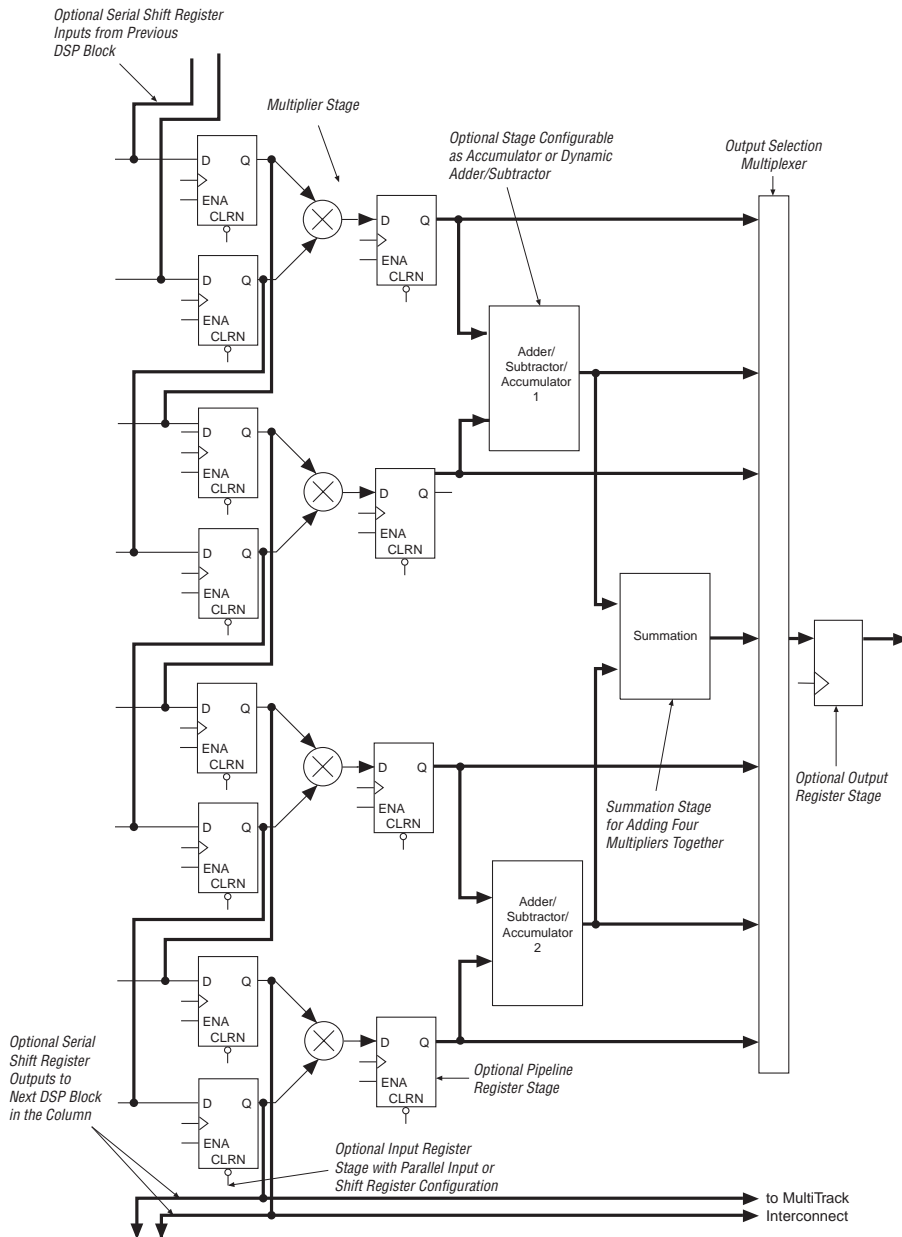 Optional Serial Shift Register
Inputs from Previous
DSP Block
Multiplier Stage
Optional Stage Configurable
as Accumulator or Dynamic
Adder/Subtractor
Output Selection
Multiplexer
D Q
ENA
CLRN
D Q
ENA
CLRN
D Q
ENA
CLRN
Adder/
Subtractor/
Accumulator
1
D Q
ENA
CLRN
D Q
ENA
CLRN
D Q
ENA
CLRN
Summation
D Q
ENA
CLRN
D Q
ENA
CLRN
D Q
ENA
CLRN
Summation Stage
for Adding Four
Multipliers Together
Optional Output
Register Stage
Adder/
Subtractor/
Accumulator
2
D Q
ENA
CLRN
D Q
ENA
CLRN
D Q
ENA
CLRN
Optional Serial
Shift Register
Outputs to
Next DSP Block
in the Column
Optional Pipeline
Register Stage
Optional Input Register
Stage with Parallel Input or
Shift Register Configuration
to MultiTrack
Interconnect